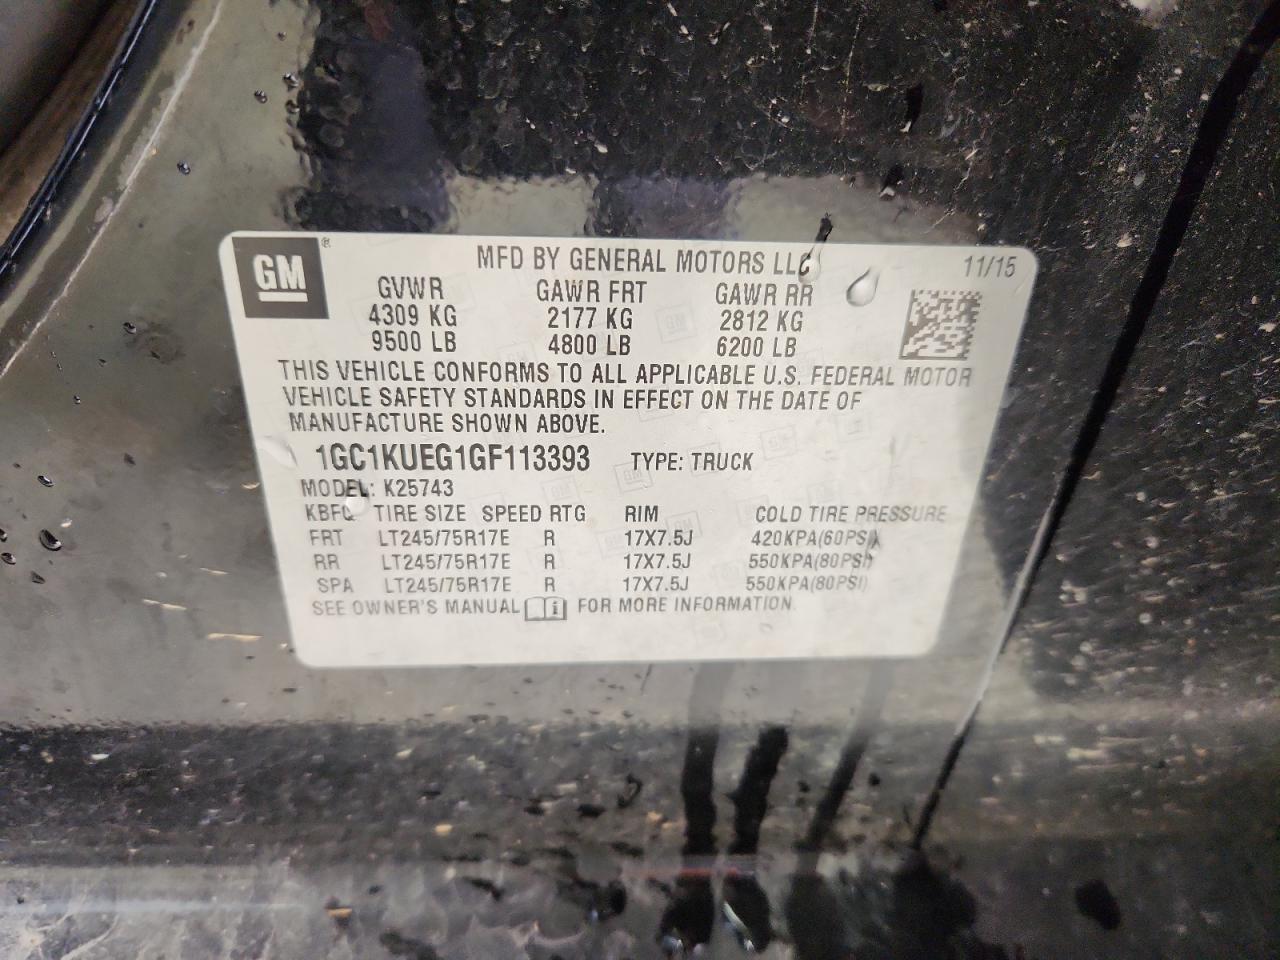 GM ®
MFD BY GENERAL MOTORS LLC 11/15
GVWR GAWR FRT GAWR RR
4309 KG 2177 KG 2812 KG
9500 LB 4800 LB 6200 LB
THIS VEHICLE CONFORMS TO ALL APPLICABLE U.S. FEDERAL MOTOR
VEHICLE SAFETY STANDARDS IN EFFECT ON THE DATE OF
MANUFACTURE SHOWN ABOVE.
1GC1KUEG1GF113393 TYPE: TRUCK
MODEL: K25743
KBFQ TIRE SIZE SPEED RTG RIM COLD TIRE PRESSURE
FRT LT245/75R17E R 17X7.5J 420KPA(60PSI)
RR LT245/75R17E R 17X7.5J 550KPA(80PSI)
SPA LT245/75R17E R 17X7.5J 550KPA(80PSI)
SEE OWNER'S MANUAL i FOR MORE INFORMATION.